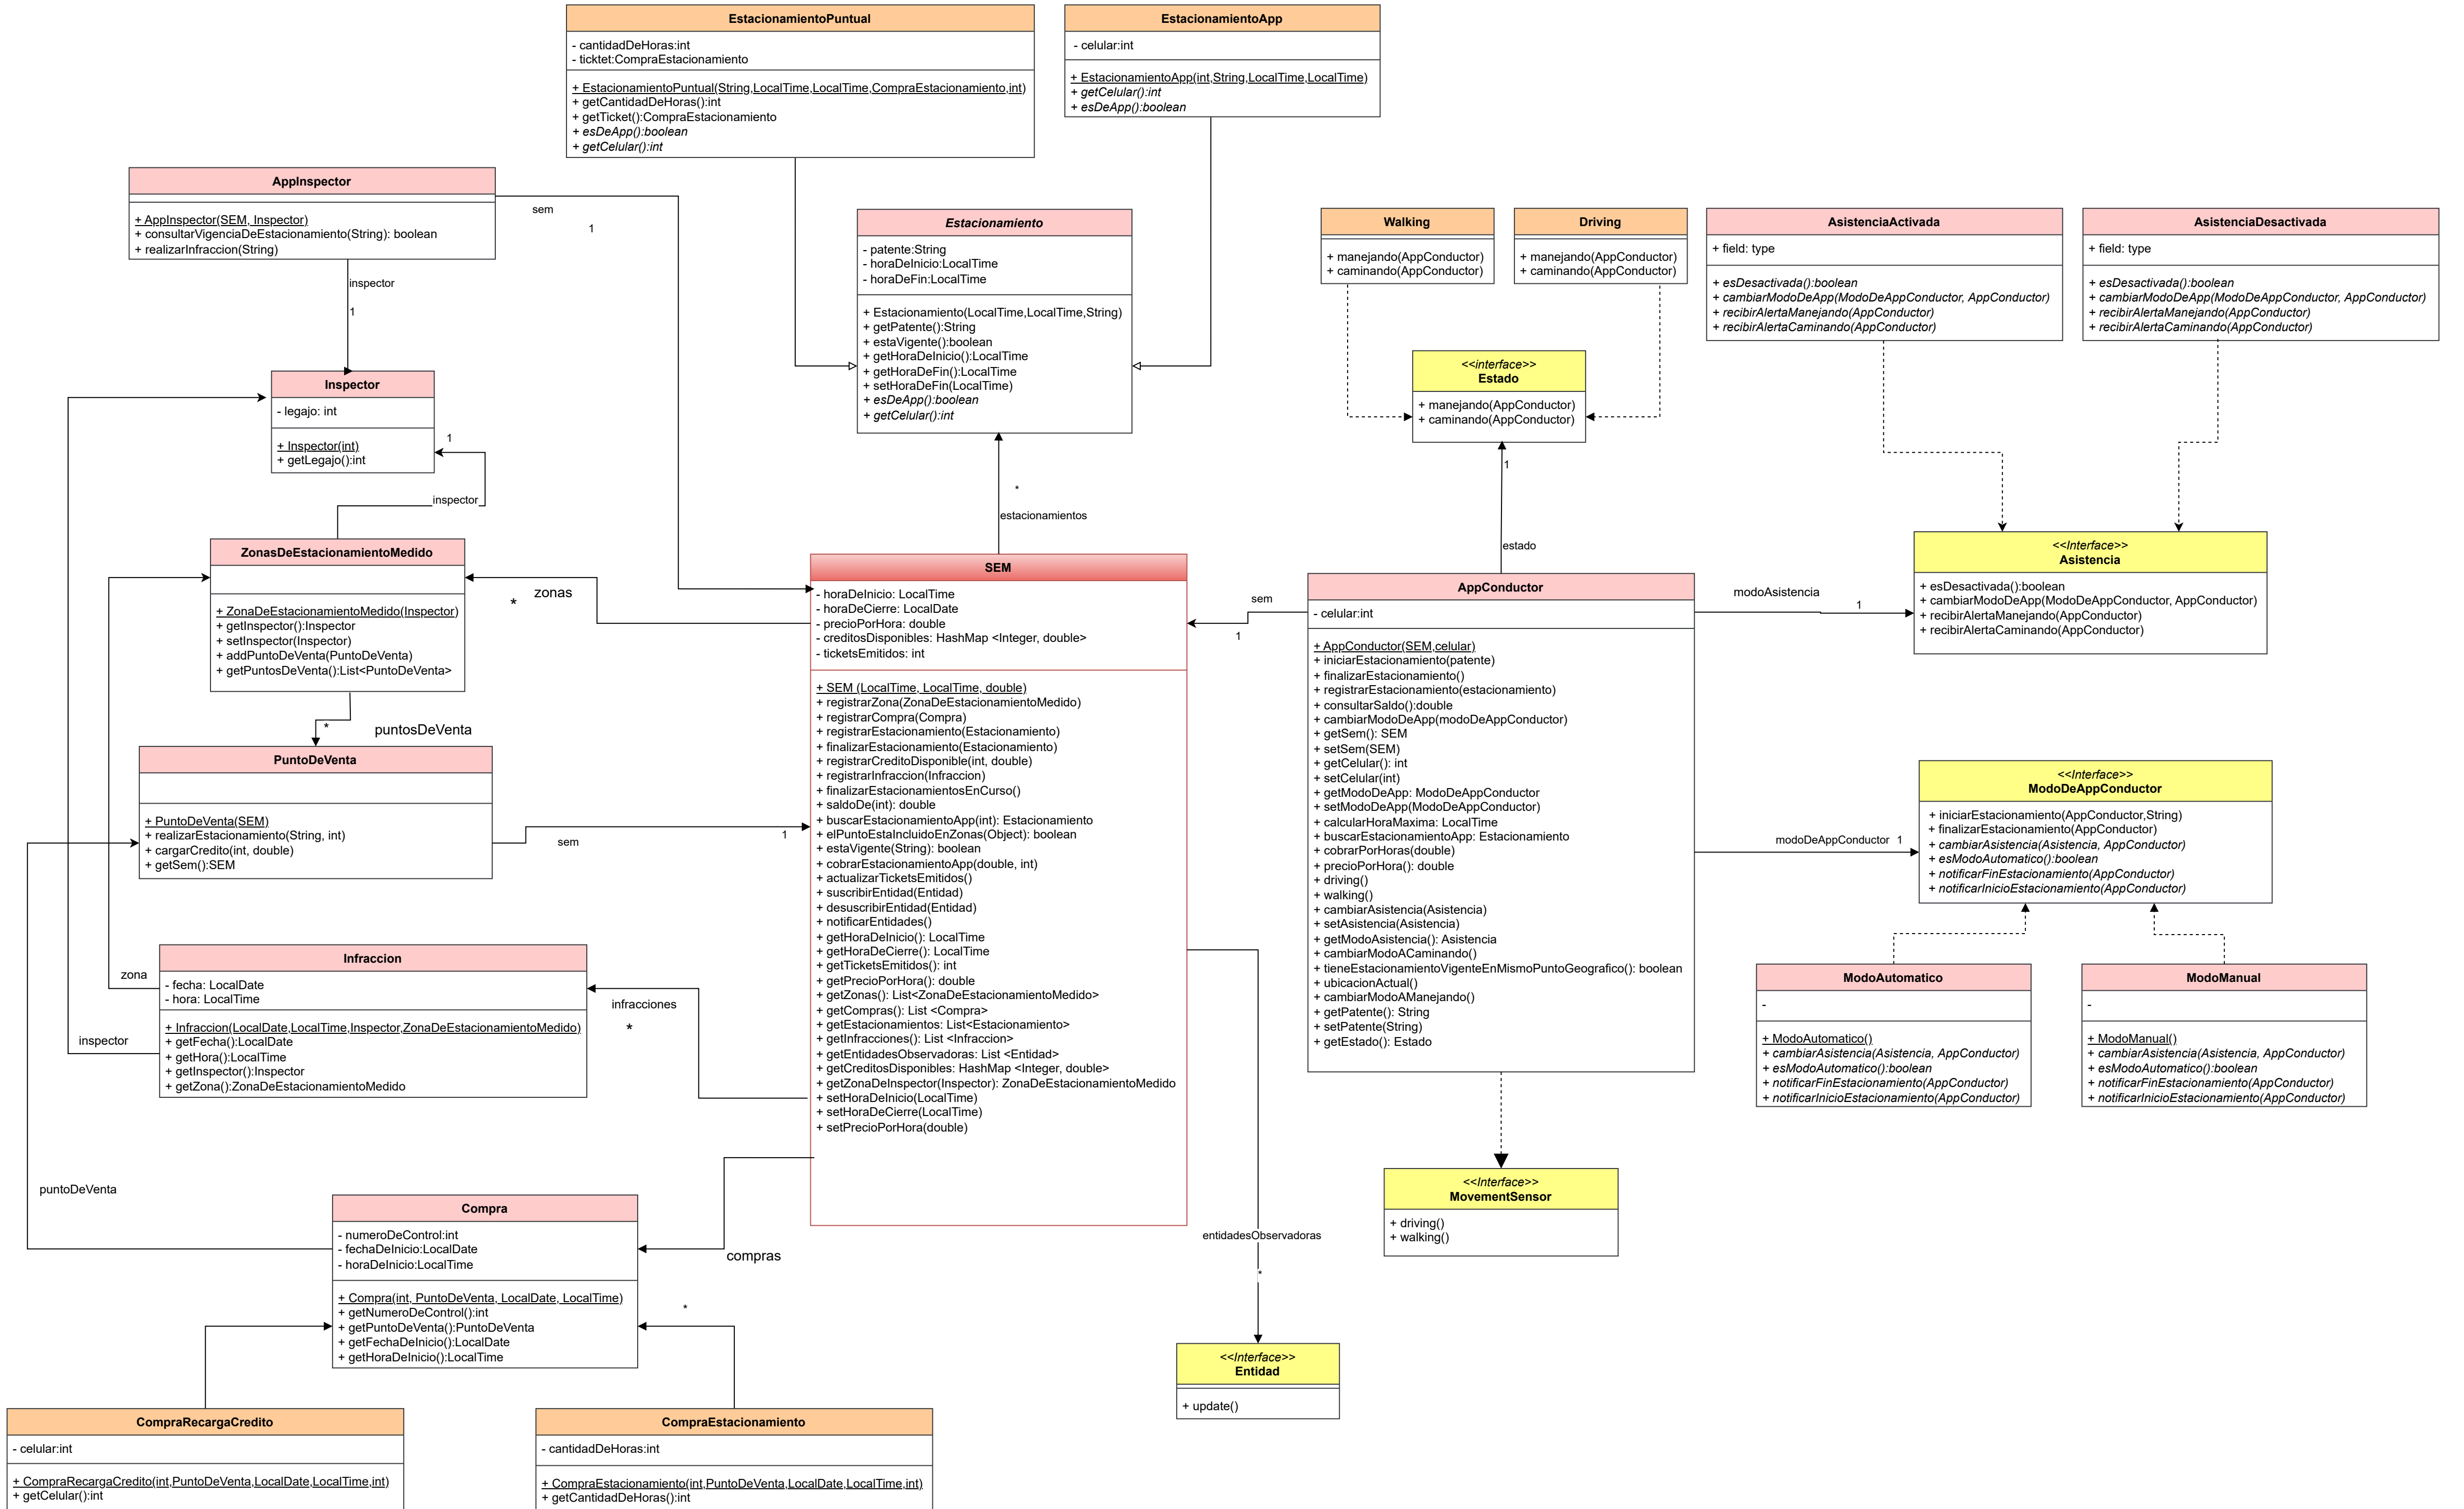 EstacionamientoPuntual
- cantidadDeHoras:int
- ticktet:CompraEstacionamiento
+ EstacionamientoPuntual(String,LocalTime,LocalTime,CompraEstacionamiento,int)
+ getCantidadDeHoras():int
+ getTicket():CompraEstacionamiento
+ esDeApp():boolean
+ getCelular():int
EstacionamientoApp
- celular:int
+ EstacionamientoApp(int,String,LocalTime,LocalTime)
+ getCelular():int
+ esDeApp():boolean
AppInspector
+ AppInspector(SEM, Inspector)
+ consultarVigenciaDeEstacionamiento(String): boolean
+ realizarInfraccion(String)
sem
1
inspector
1
Estacionamiento
- patente:String
- horaDeInicio:LocalTime
- horaDeFin:LocalTime
+ Estacionamiento(LocalTime,LocalTime,String)
+ getPatente():String
+ estaVigente():boolean
+ getHoraDeInicio():LocalTime
+ getHoraDeFin():LocalTime
+ setHoraDeFin(LocalTime)
+ esDeApp():boolean
+ getCelular():int
Walking
+ manejando(AppConductor)
+ caminando(AppConductor)
Driving
+ manejando(AppConductor)
+ caminando(AppConductor)
AsistenciaActivada
+ field: type
+ esDesactivada():boolean
+ cambiarModoDeApp(ModoDeAppConductor, AppConductor)
+ recibirAlertaManejando(AppConductor)
+ recibirAlertaCaminando(AppConductor)
AsistenciaDesactivada
+ field: type
+ esDesactivada():boolean
+ cambiarModoDeApp(ModoDeAppConductor, AppConductor)
+ recibirAlertaManejando(AppConductor)
+ recibirAlertaCaminando(AppConductor)
<<interface>>
Estado
+ manejando(AppConductor)
+ caminando(AppConductor)
1
estado
Inspector
- legajo: int
+ Inspector(int)
+ getLegajo():int
1
inspector
*
estacionamientos
ZonasDeEstacionamientoMedido
+ ZonaDeEstacionamientoMedido(Inspector)
+ getInspector():Inspector
+ setInspector(Inspector)
+ addPuntoDeVenta(PuntoDeVenta)
+ getPuntosDeVenta():List<PuntoDeVenta>
zonas
*
*
puntosDeVenta
SEM
- horaDeInicio: LocalTime
- horaDeCierre: LocalDate
- precioPorHora: double
- creditosDisponibles: HashMap <Integer, double>
- ticketsEmitidos: int
+ SEM (LocalTime, LocalTime, double)
+ registrarZona(ZonaDeEstacionamientoMedido)
+ registrarCompra(Compra)
+ registrarEstacionamiento(Estacionamiento)
+ finalizarEstacionamiento(Estacionamiento)
+ registrarCreditoDisponible(int, double)
+ registrarInfraccion(Infraccion)
+ finalizarEstacionamientosEnCurso()
+ saldoDe(int): double
+ buscarEstacionamientoApp(int): Estacionamiento
+ elPuntoEstaIncluidoEnZonas(Object): boolean
+ estaVigente(String): boolean
+ cobrarEstacionamientoApp(double, int)
+ actualizarTicketsEmitidos()
+ suscribirEntidad(Entidad)
+ desuscribirEntidad(Entidad)
+ notificarEntidades()
+ getHoraDeInicio(): LocalTime
+ getHoraDeCierre(): LocalTime
+ getTicketsEmitidos(): int
+ getPrecioPorHora(): double
+ getZonas(): List<ZonaDeEstacionamientoMedido>
+ getCompras(): List <Compra>
+ getEstacionamientos: List<Estacionamiento>
+ getInfracciones(): List <Infraccion>
+ getEntidadesObservadoras: List <Entidad>
+ getCreditosDisponibles: HashMap <Integer, double>
+ getZonaDeInspector(Inspector): ZonaDeEstacionamientoMedido
+ setHoraDeInicio(LocalTime)
+ setHoraDeCierre(LocalTime)
+ setPrecioPorHora(double)
sem
1
AppConductor
- celular:int
+ AppConductor(SEM,celular)
+ iniciarEstacionamiento(patente)
+ finalizarEstacionamiento()
+ registrarEstacionamiento(estacionamiento)
+ consultarSaldo():double
+ cambiarModoDeApp(modoDeAppConductor)
+ getSem(): SEM
+ setSem(SEM)
+ getCelular(): int
+ setCelular(int)
+ getModoDeApp: ModoDeAppConductor
+ setModoDeApp(ModoDeAppConductor)
+ calcularHoraMaxima: LocalTime
+ buscarEstacionamientoApp: Estacionamiento
+ cobrarPorHoras(double)
+ precioPorHora(): double
+ driving()
+ walking()
+ cambiarAsistencia(Asistencia)
+ setAsistencia(Asistencia)
+ getModoAsistencia(): Asistencia
+ cambiarModoACaminando()
+ tieneEstacionamientoVigenteEnMismoPuntoGeografico(): boolean
+ ubicacionActual()
+ cambiarModoAManejando()
+ getPatente(): String
+ setPatente(String)
+ getEstado(): Estado
modoAsistencia
1
<<Interface>>
Asistencia
+ esDesactivada():boolean
+ cambiarModoDeApp(ModoDeAppConductor, AppConductor)
+ recibirAlertaManejando(AppConductor)
+ recibirAlertaCaminando(AppConductor)
modoDeAppConductor 1
<<Interface>>
ModoDeAppConductor
+ iniciarEstacionamiento(AppConductor,String)
+ finalizarEstacionamiento(AppConductor)
+ cambiarAsistencia(Asistencia, AppConductor)
+ esModoAutomatico():boolean
+ notificarFinEstacionamiento(AppConductor)
+ notificarInicioEstacionamiento(AppConductor)
PuntoDeVenta
+ PuntoDeVenta(SEM)
+ realizarEstacionamiento(String, int)
+ cargarCredito(int, double)
+ getSem():SEM
sem
1
Infraccion
- fecha: LocalDate
- hora: LocalTime
+ Infraccion(LocalDate,LocalTime,Inspector,ZonaDeEstacionamientoMedido)
+ getFecha():LocalDate
+ getHora():LocalTime
+ getInspector():Inspector
+ getZona():ZonaDeEstacionamientoMedido
zona
inspector
infracciones
*
ModoAutomatico
-
+ ModoAutomatico()
+ cambiarAsistencia(Asistencia, AppConductor)
+ esModoAutomatico():boolean
+ notificarFinEstacionamiento(AppConductor)
+ notificarInicioEstacionamiento(AppConductor)
ModoManual
-
+ ModoManual()
+ cambiarAsistencia(Asistencia, AppConductor)
+ esModoAutomatico():boolean
+ notificarFinEstacionamiento(AppConductor)
+ notificarInicioEstacionamiento(AppConductor)
<<Interface>>
MovementSensor
+ driving()
+ walking()
puntoDeVenta
Compra
- numeroDeControl:int
- fechaDeInicio:LocalDate
- horaDeInicio:LocalTime
+ Compra(int, PuntoDeVenta, LocalDate, LocalTime)
+ getNumeroDeControl():int
+ getPuntoDeVenta():PuntoDeVenta
+ getFechaDeInicio():LocalDate
+ getHoraDeInicio():LocalTime
compras
*
entidadesObservadoras
*
<<Interface>>
Entidad
+ update()
CompraRecargaCredito
- celular:int
+ CompraRecargaCredito(int,PuntoDeVenta,LocalDate,LocalTime,int)
+ getCelular():int
CompraEstacionamiento
- cantidadDeHoras:int
+ CompraEstacionamiento(int,PuntoDeVenta,LocalDate,LocalTime,int)
+ getCantidadDeHoras():int